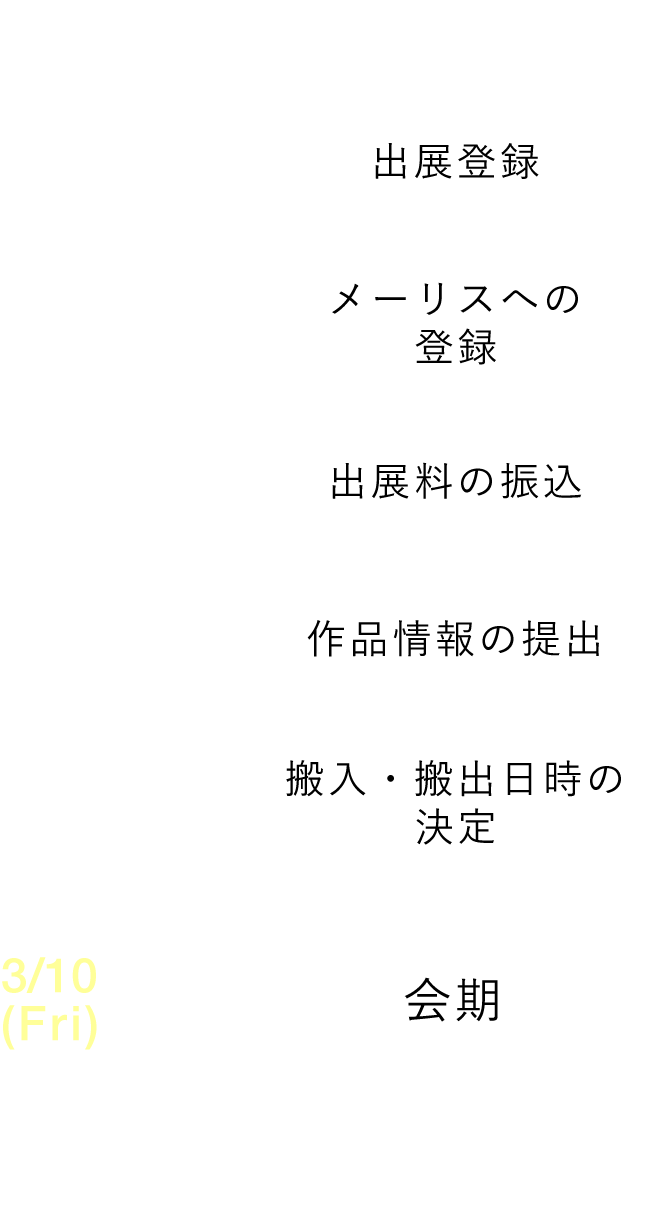 出展登録
メーリスへの
登録
出展料の振込
作品情報の提出
搬入・搬出日時の
決定
3/10
(Fri)
会期